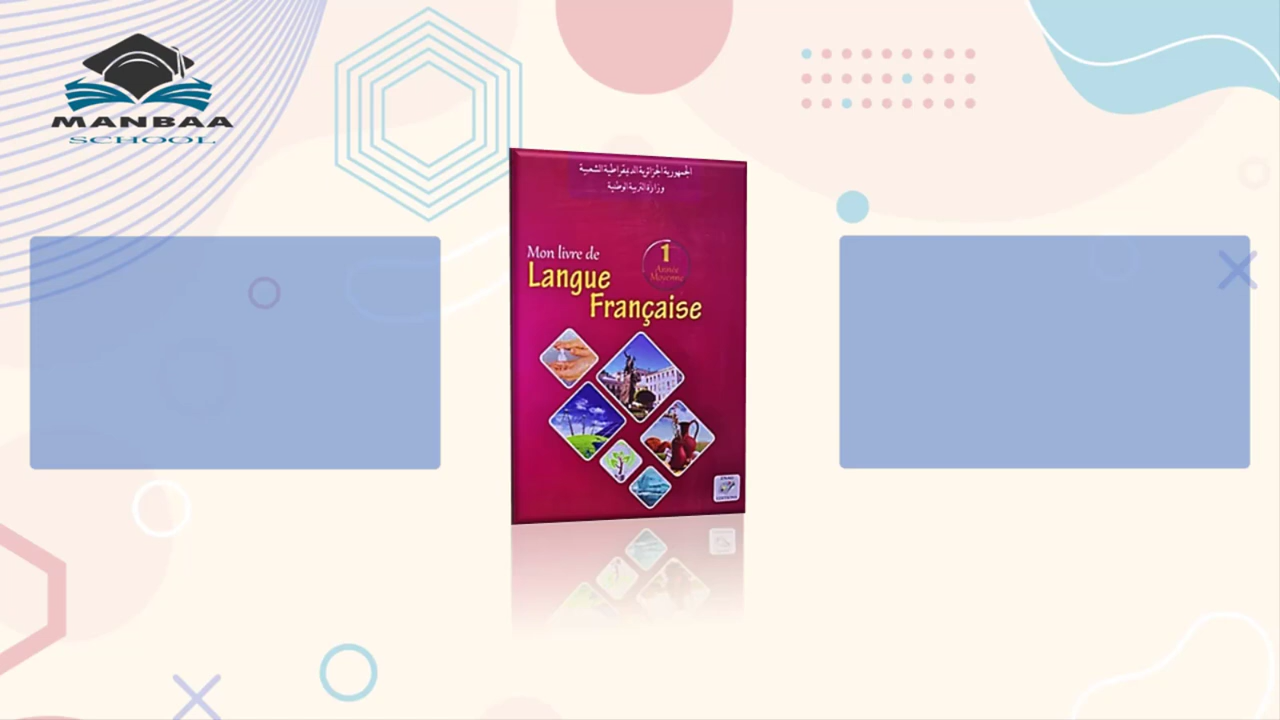 MANBAA
SCHOOL
الجمهورية الجزائرية الديمقراطية الشعبية
وزارة التربية الوطنية
Mon livre de
1
Année
Moyenne
Langue
Française